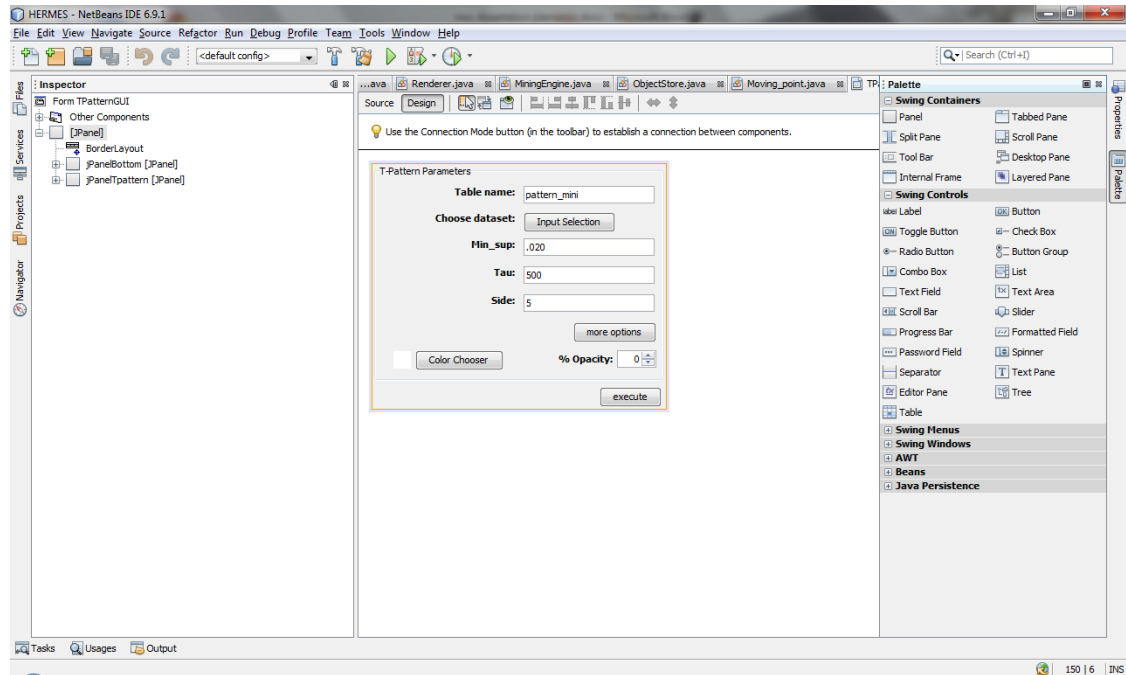 HERMES - NetBeans IDE 6.9.1
File Edit View Navigate Source Refactor Run Debug Profile Team Tools Window Help
<default config>
Search (Ctrl+I)
Files
Services
Projects
Navigator
Inspector
Form TPatternGUI
Other Components
[JPanel]
BorderLayout
jPanelBottom [JPanel]
jPanelTpattern [JPanel]
...ava Renderer.java MiningEngine.java ObjectStore.java Moving_point.java TP
Source Design
Use the Connection Mode button (in the toolbar) to establish a connection between components.
T-Pattern Parameters
Table name: pattern_mini
Choose dataset: Input Selection
Min_sup: .020
Tau: 500
Side: 5
more options
Color Chooser % Opacity: 0
execute
Palette
Swing Containers
Panel Tabbed Pane
Split Pane Scroll Pane
Tool Bar Desktop Pane
Internal Frame Layered Pane
Swing Controls
label Label OK Button
ON Toggle Button Check Box
Radio Button Button Group
Combo Box List
Text Field Text Area
Scroll Bar Slider
Progress Bar Formatted Field
Password Field Spinner
Separator T Text Pane
Editor Pane Tree
Table
Swing Menus
Swing Windows
AWT
Beans
Java Persistence
Properties
Palette
Tasks Usages Output
150 | 6 INS